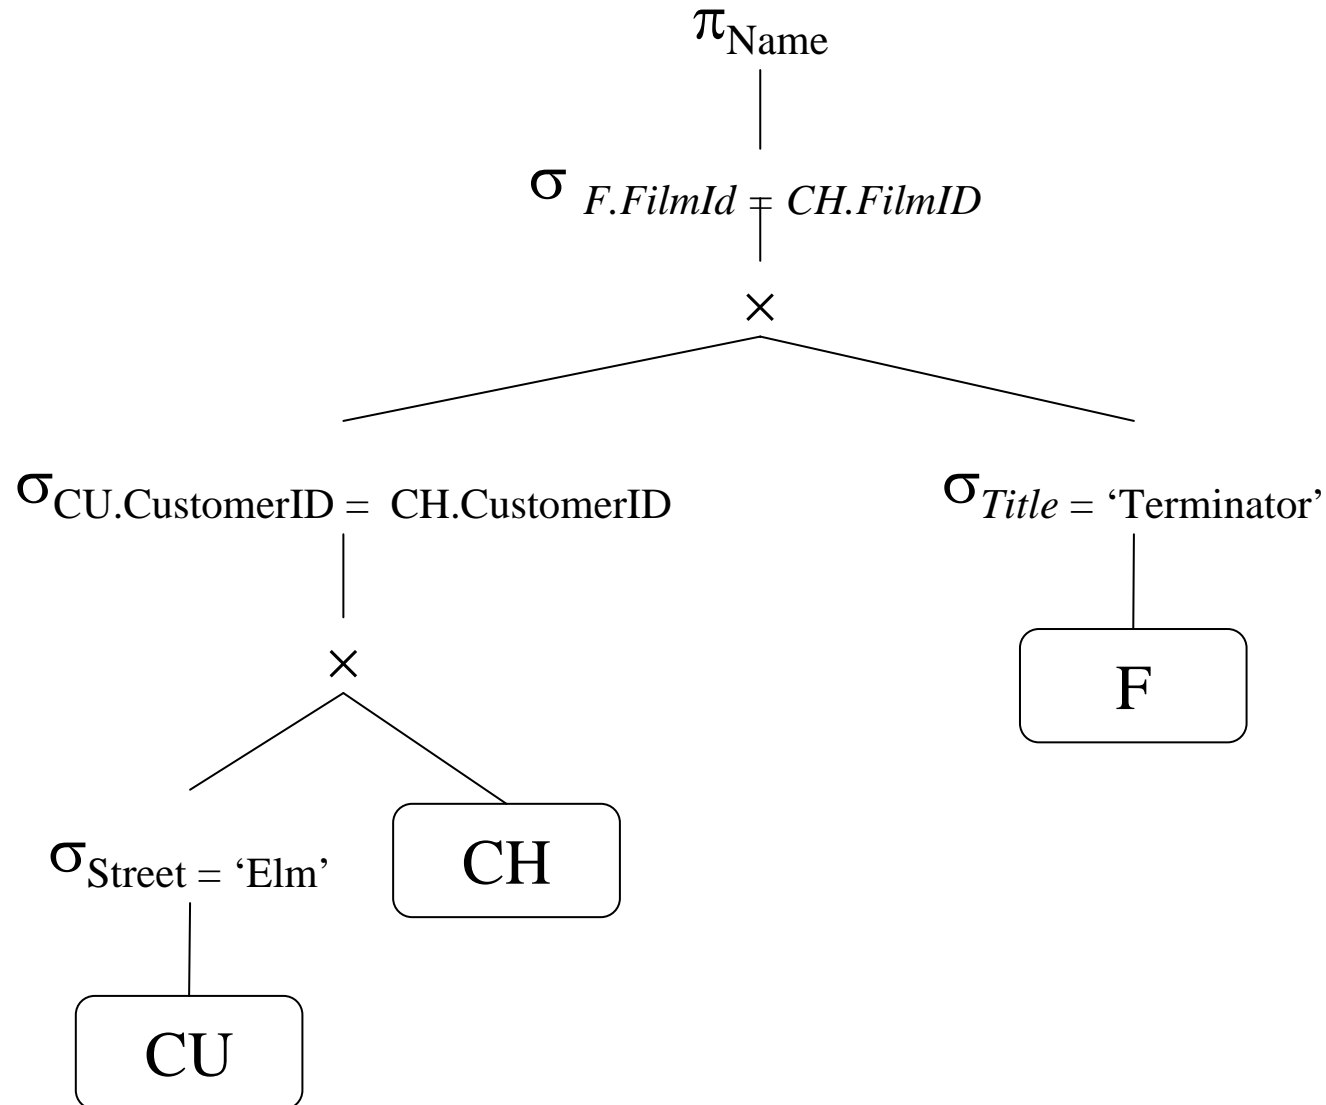 πName
σ F.FilmId = CH.FilmID
×
σCU.CustomerID = CH.CustomerID
σTitle = ‘Terminator’
F
×
σStreet = ‘Elm’
CH
CU